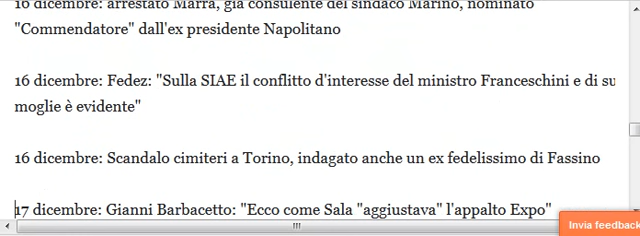 16 dicembre: arrestato Marra, già consulente del sindaco Marino, nominato
"Commendatore" dall'ex presidente Napolitano
16 dicembre: Fedez: "Sulla SIAE il conflitto d'interesse del ministro Franceschini e di su
moglie è evidente"
16 dicembre: Scandalo cimiteri a Torino, indagato anche un ex fedelissimo di Fassino
17 dicembre: Gianni Barbacetto: "Ecco come Sala "aggiustava" l'appalto Expo"
Invia feedback